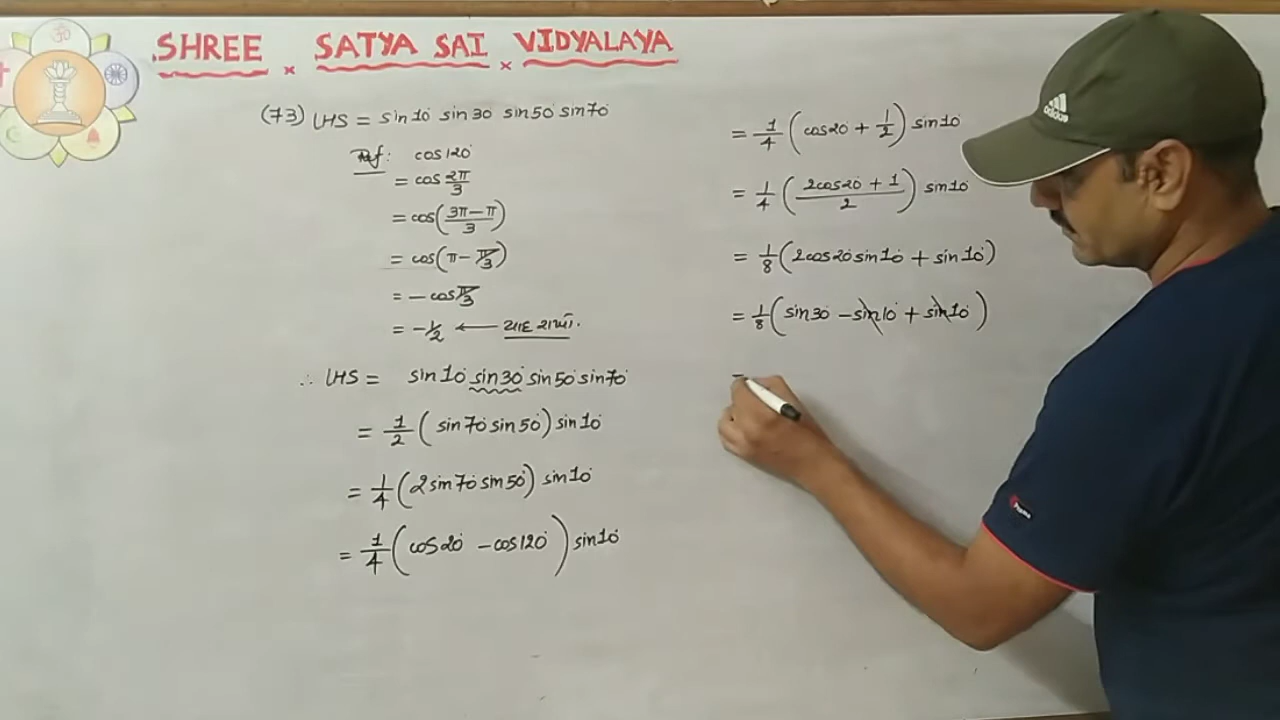 SHREE × SATYA SAI × VIDYALAYA
(73) LHS = sin10° sin30° sin50° sin70°
Ref: cos120°
= cos 2π/3
= cos(3π−π/3)
= cos(π−π/3)
= −cos π/3
= −1/2 ← યાદ રાખો.
∴ LHS = sin10° sin30° sin50° sin70°
= 1/2 (sin70° sin50°) sin10°
= 1/4 (2sin70° sin50°) sin10°
= 1/4 (cos20° − cos120°) sin10°
= 1/4 (cos20° + 1/2) sin10°
= 1/4 (2cos20° + 1/2) sin10°
= 1/8 (2cos20° sin10° + sin10°)
= 1/8 (sin30° − sin10° + sin10°)
=
adidas